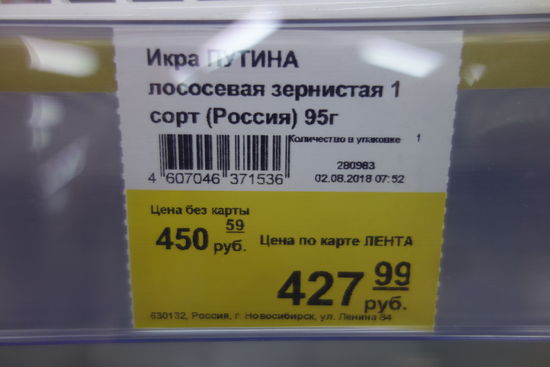 Икра ПУТИНА
лососевая зернистая 1
сорт (Россия) 95г
Количество в упаковке 1
4 607046 371536
280983
02.08.2018 07:52
Цена без карты
450 59 руб.
Цена по карте ЛЕНТА
427 99 руб.
630132, Россия, г. Новосибирск, ул. Ленина 84